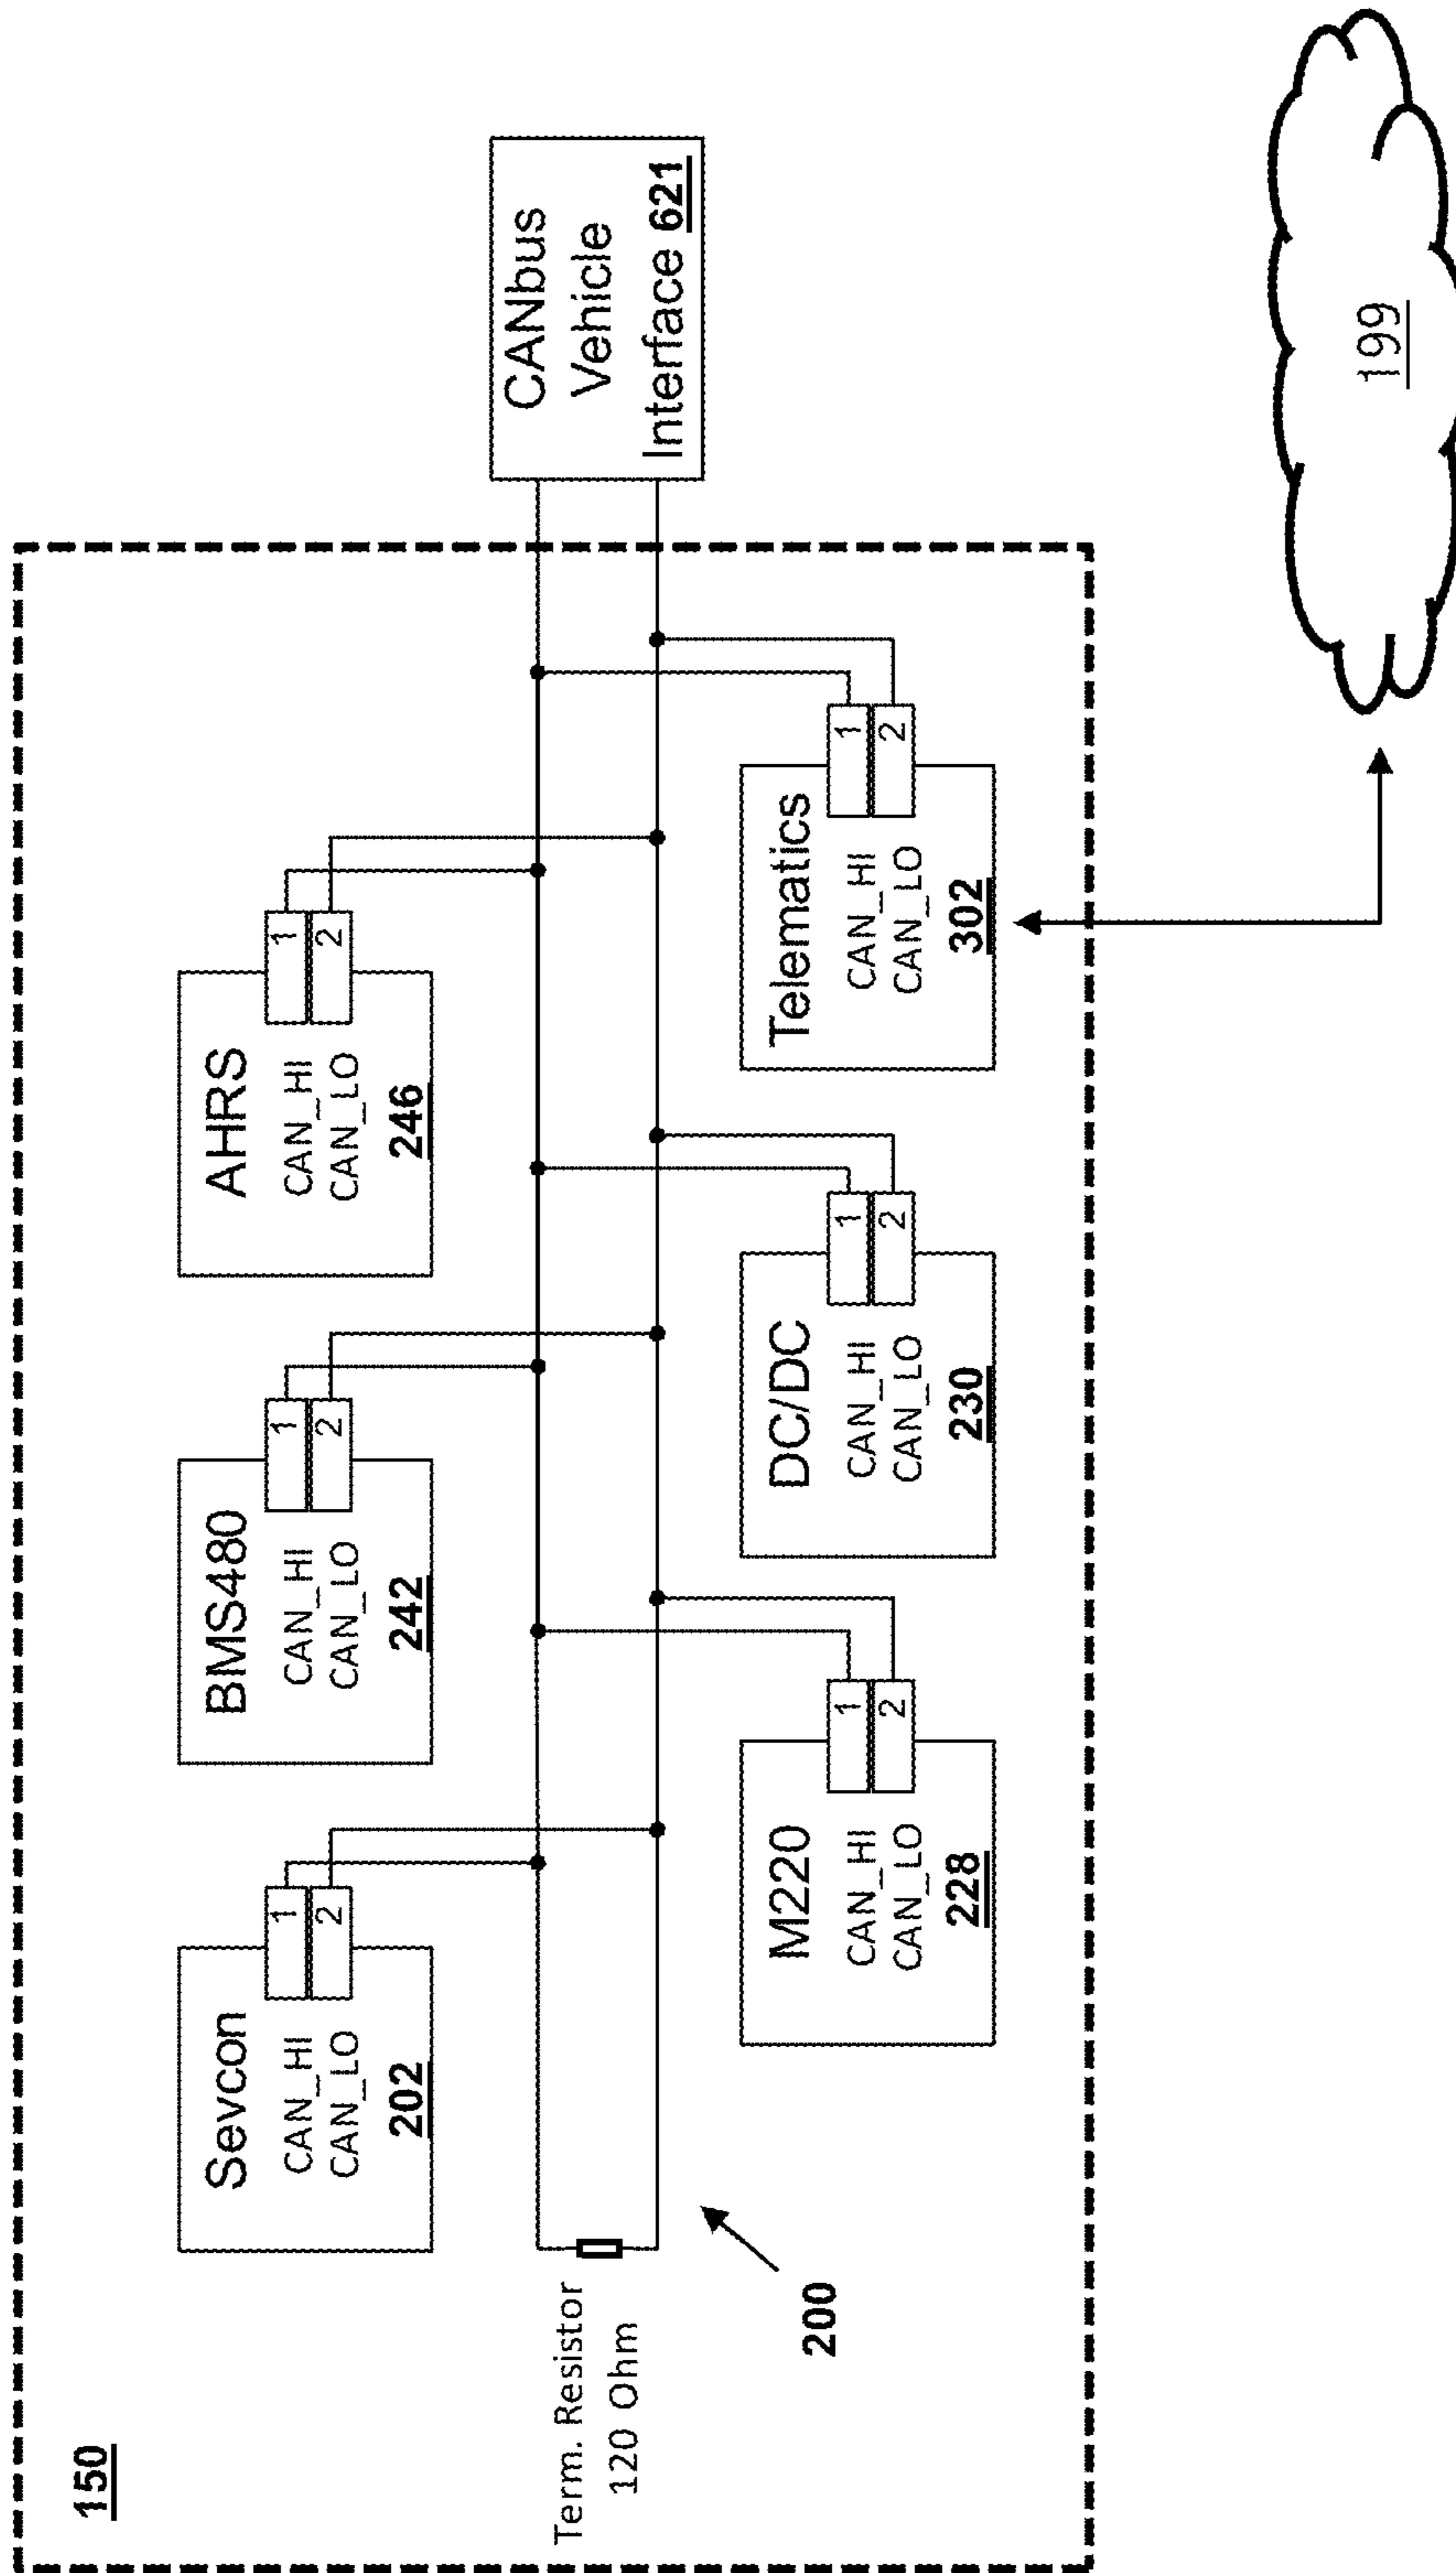 150
Sevcon
1
CAN_HI
2
CAN_LO
202
BMS480
1
CAN_HI
2
CAN_LO
242
AHRS
1
CAN_HI
2
CAN_LO
246
CANbus
Vehicle
Interface 621
Term. Resistor
120 Ohm
200
M220
1
CAN_HI
2
CAN_LO
228
DC/DC
1
CAN_HI
2
CAN_LO
230
Telematics
1
CAN_HI
2
CAN_LO
302
199